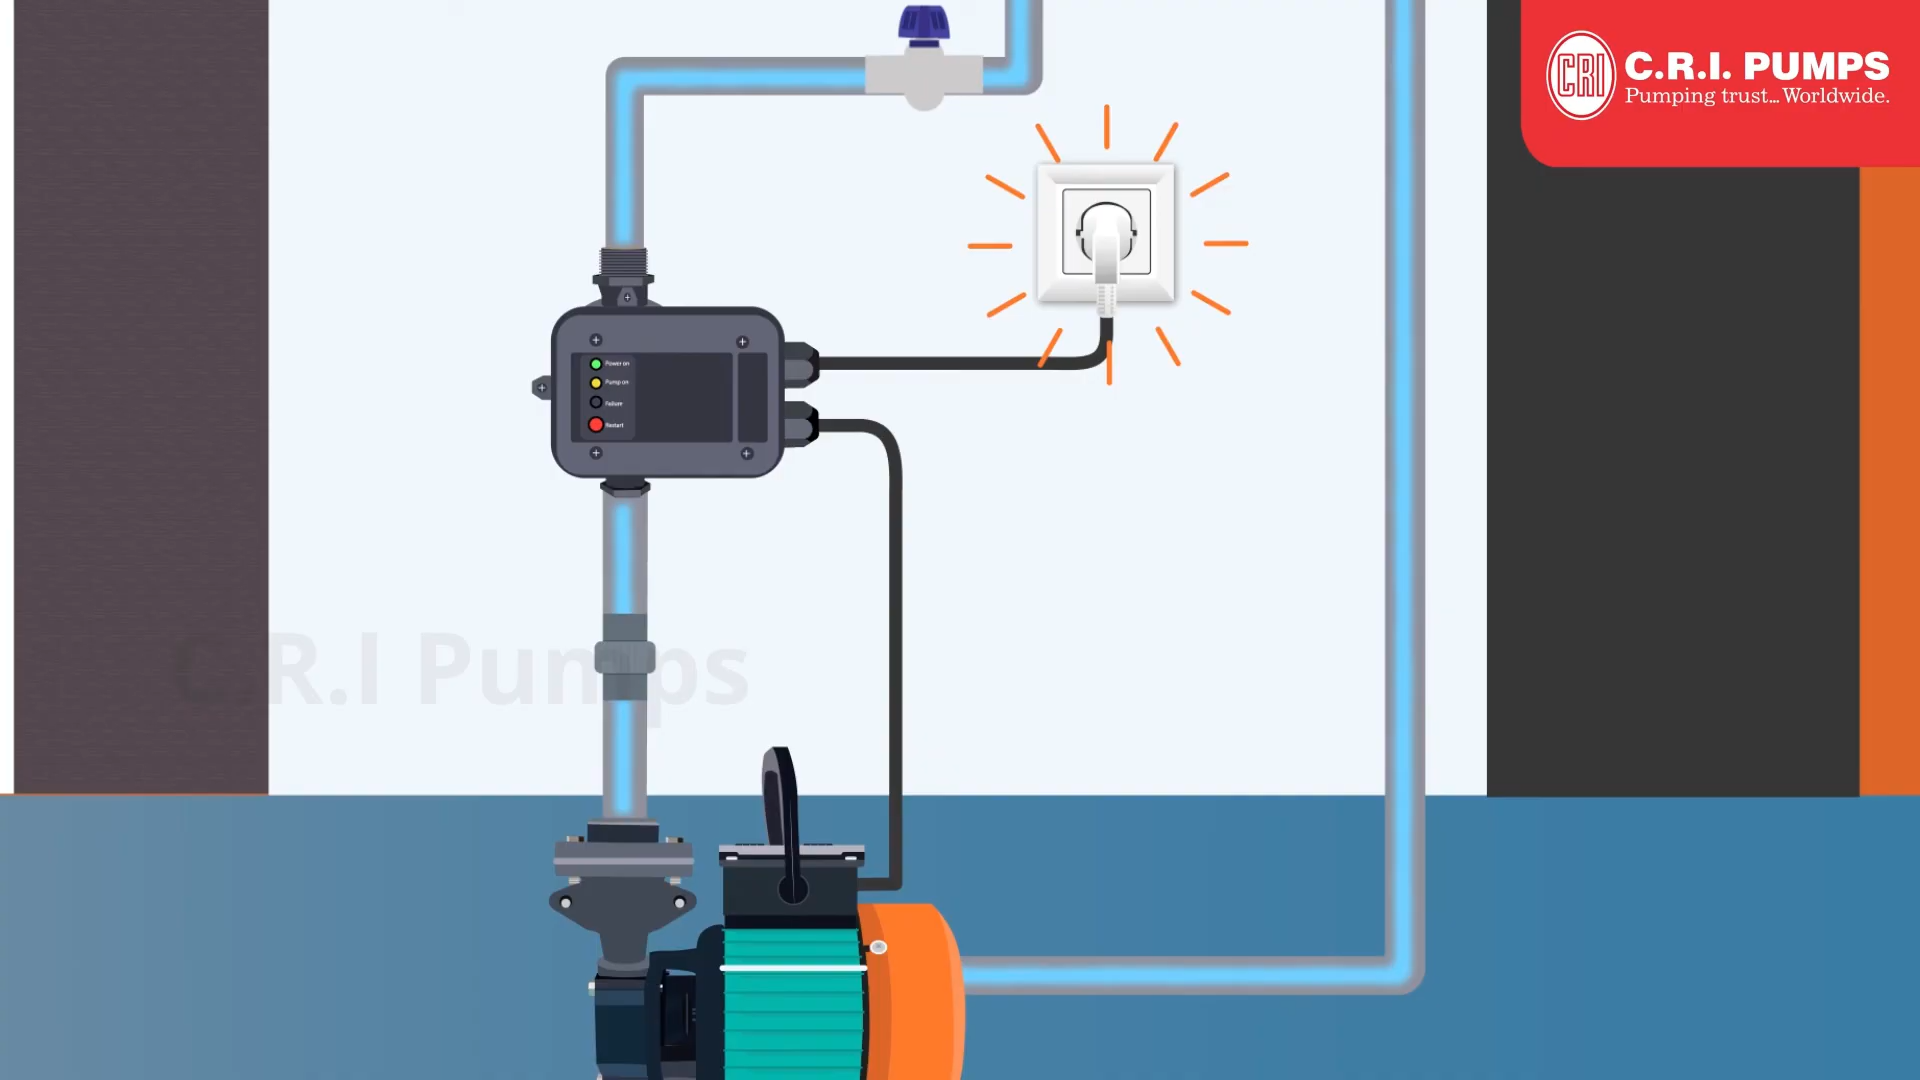 CRI
C.R.I. PUMPS
Pumping trust...Worldwide.
Power on
Pump on
Failure
Restart
C.R.I Pumps